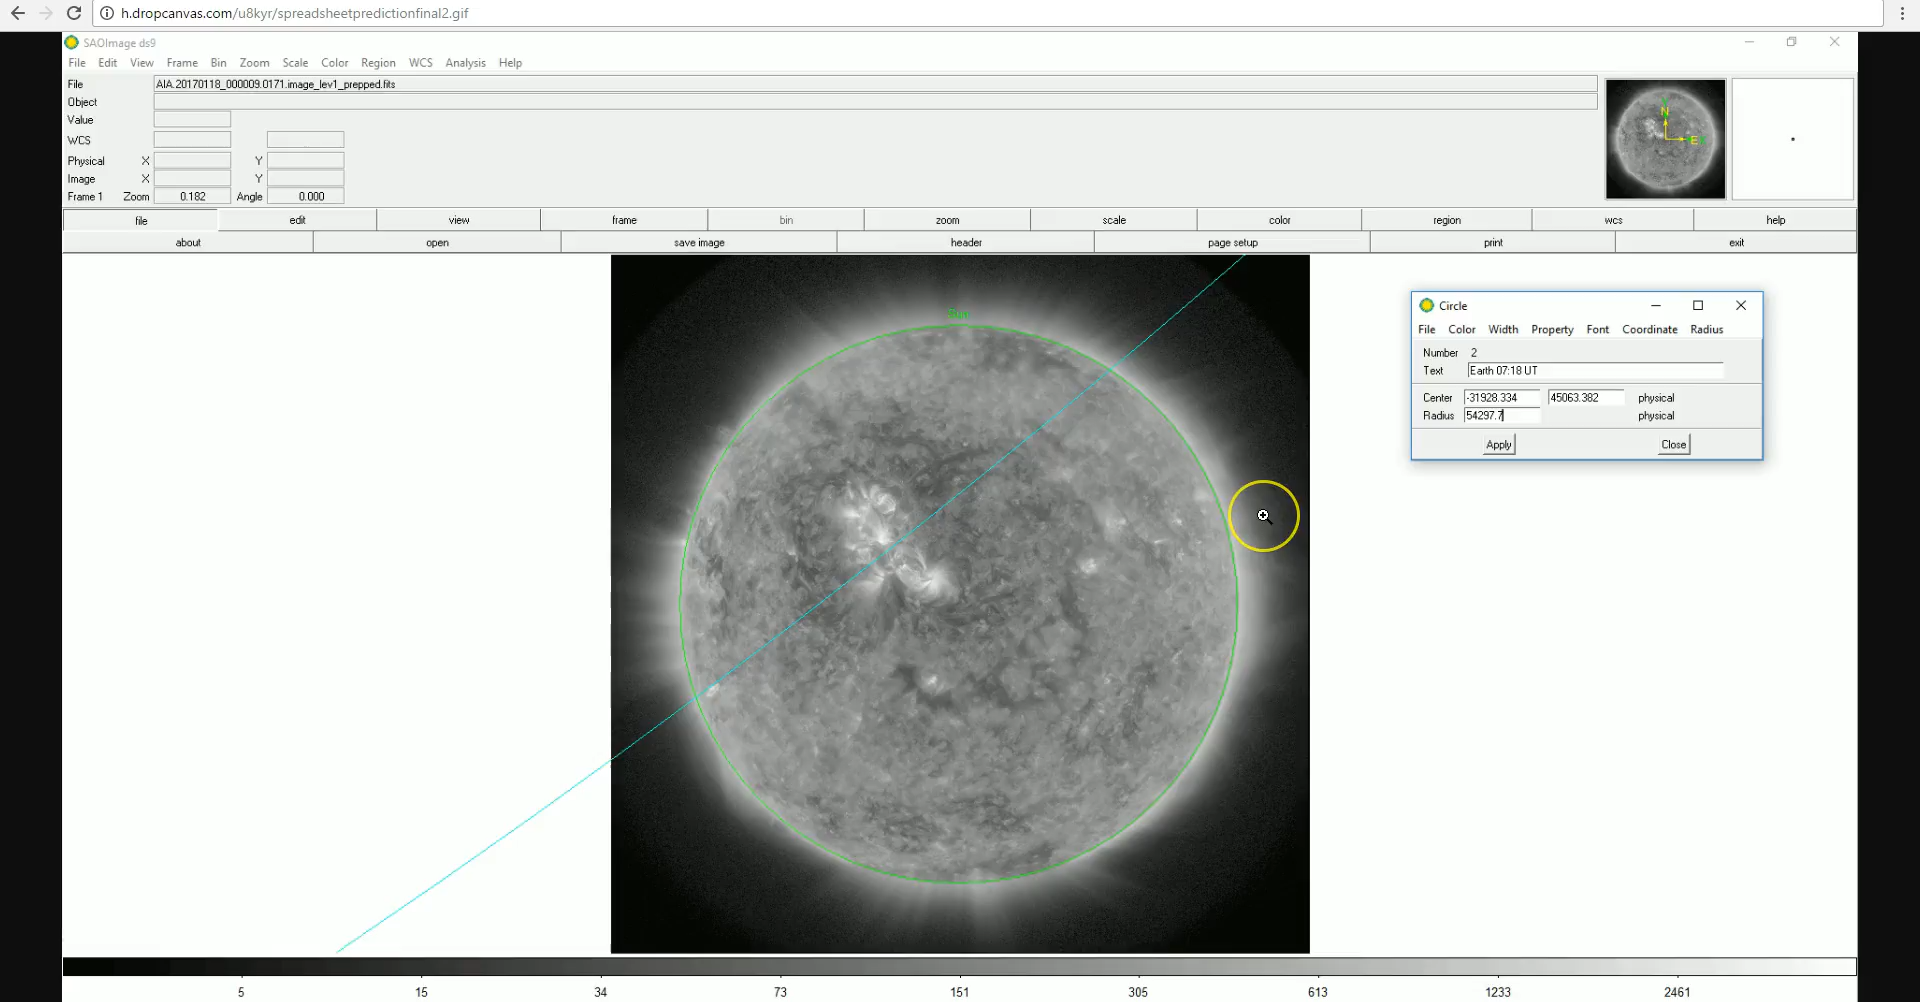 h.dropcanvas.com/u8kyr/spreadsheetpredictionfinal2.gif
SAOImage ds9
File Edit View Frame Bin Zoom Scale Color Region WCS Analysis Help
File AIA.20170118_000009.0171.image_lev1_prepped.fits
Object
Value
WCS
Physical X Y
Image X Y
Frame 1 Zoom 0.182 Angle 0.000
N
E
file edit view frame bin zoom scale color region wcs help
about open save image header page setup print exit
Sun
Circle
File Color Width Property Font Coordinate Radius
Number 2
Text Earth 07:18 UT
Center -31928.334 45063.382 physical
Radius 54297.7 physical
Apply Close
5 15 34 73 151 305 613 1233 2461